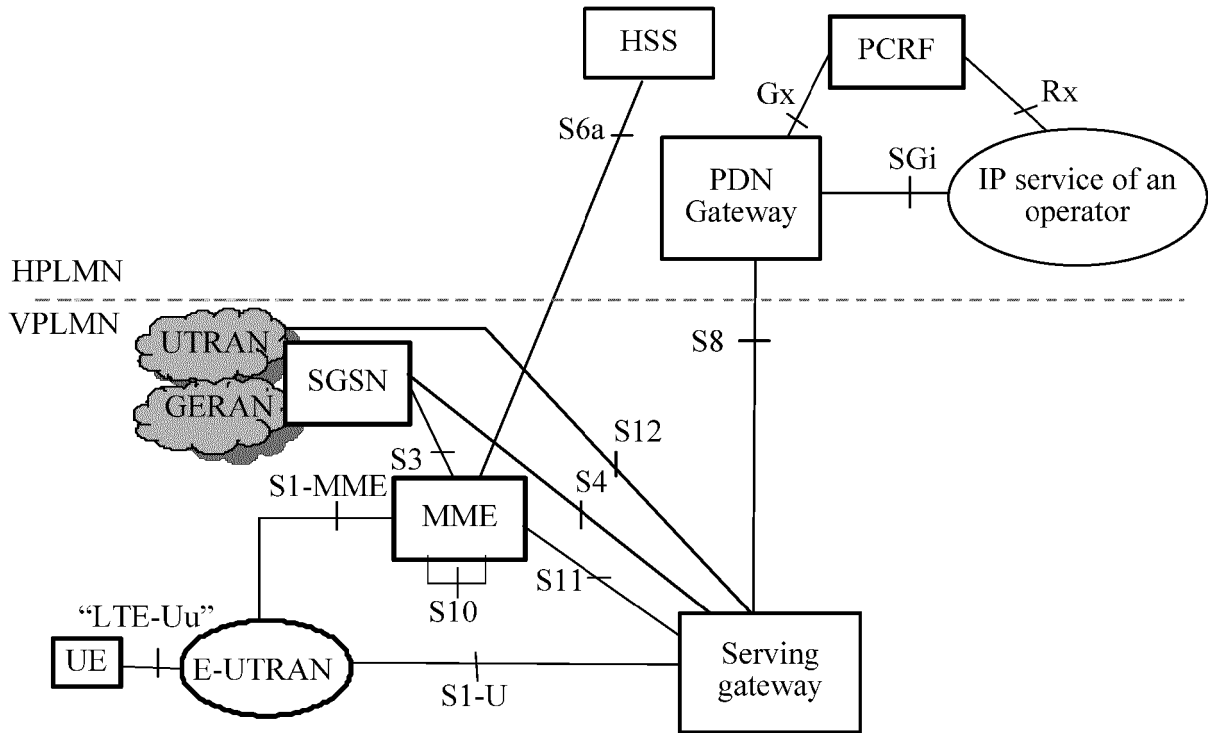 HSS
PCRF
Gx
Rx
S6a
SGi
PDN
Gateway
IP service of an
operator
HPLMN
VPLMN
UTRAN
S8
SGSN
GERAN
S12
S3
S4
S1-MME
MME
S11
S10
“LTE-Uu”
UE
E-UTRAN
Serving
gateway
S1-U